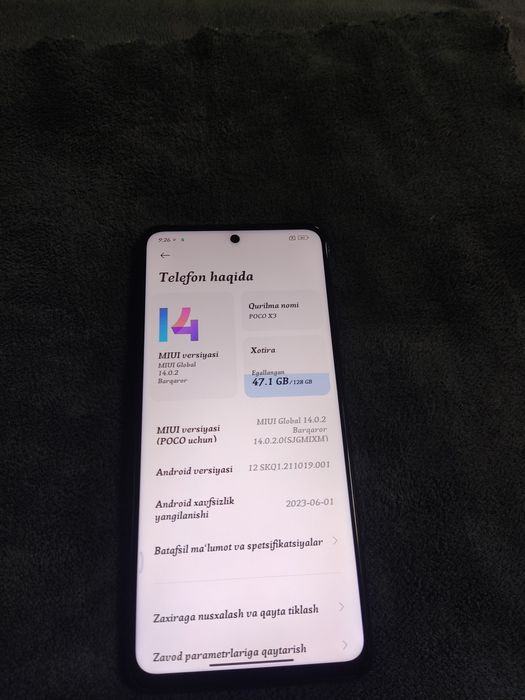 9:26
Telefon haqida
14
MIUI versiyasi
MIUI Global
14.0.2
Barqaror
Qurilma nomi
POCO X3
Xotira
Egallangan
47.1 GB/128 GB
MIUI versiyasi
(POCO uchun)
MIUI Global 14.0.2
Barqaror
14.0.2.0(SJGMIXM)
Android versiyasi
12 SKQ1.211019.001
Android xavfsizlik
yangilanishi
2023-06-01
Batafsil ma'lumot va spetsifikatsiyalar
Zaxiraga nusxalash va qayta tiklash
Zavod parametrlariga qaytarish